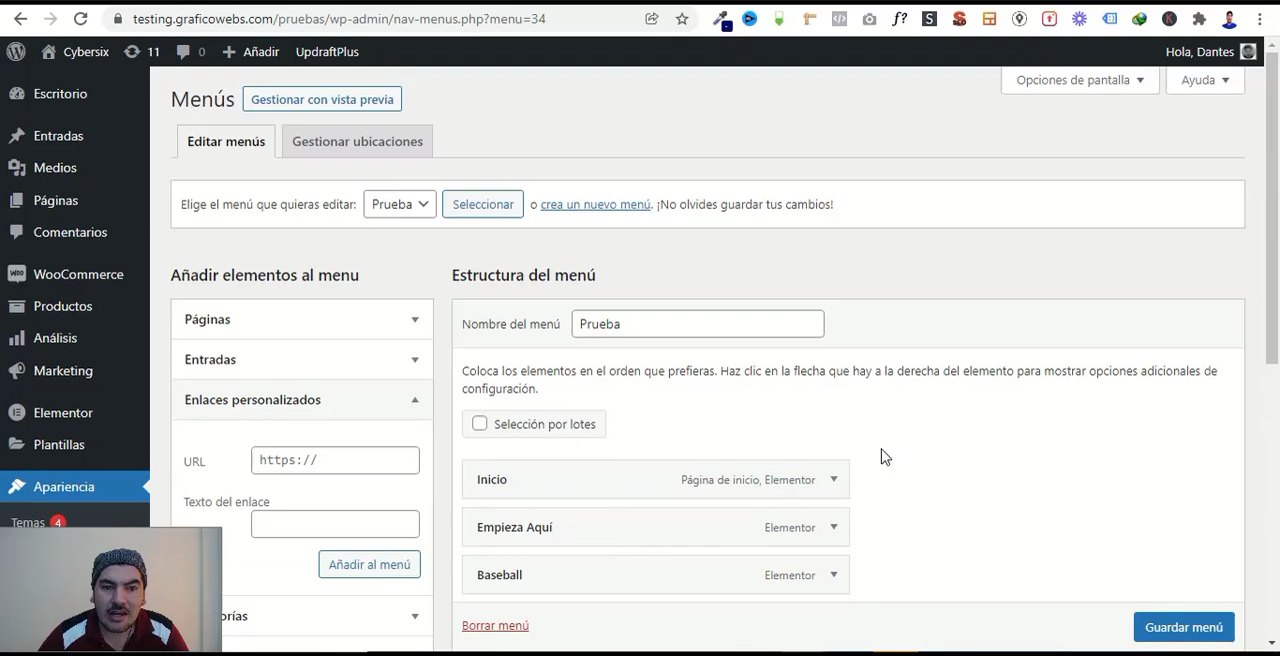 testing.graficowebs.com/pruebas/wp-admin/nav-menus.php?menu=34
Cybersix 11 0 Añadir UpdraftPlus Hola, Dantes
Escritorio
Entradas
Medios
Páginas
Comentarios
WooCommerce
Productos
Análisis
Marketing
Elementor
Plantillas
Apariencia
Temas 4
Opciones de pantalla Ayuda
Menús Gestionar con vista previa
Editar menús Gestionar ubicaciones
Elige el menú que quieras editar: Prueba Seleccionar o crea un nuevo menú. ¡No olvides guardar tus cambios!
Añadir elementos al menu
Páginas
Entradas
Enlaces personalizados
URL https://
Texto del enlace
Añadir al menú
orías
Estructura del menú
Nombre del menú Prueba
Coloca los elementos en el orden que prefieras. Haz clic en la flecha que hay a la derecha del elemento para mostrar opciones adicionales de
configuración.
Selección por lotes
Inicio Página de inicio, Elementor
Empieza Aquí Elementor
Baseball Elementor
Borrar menú Guardar menú